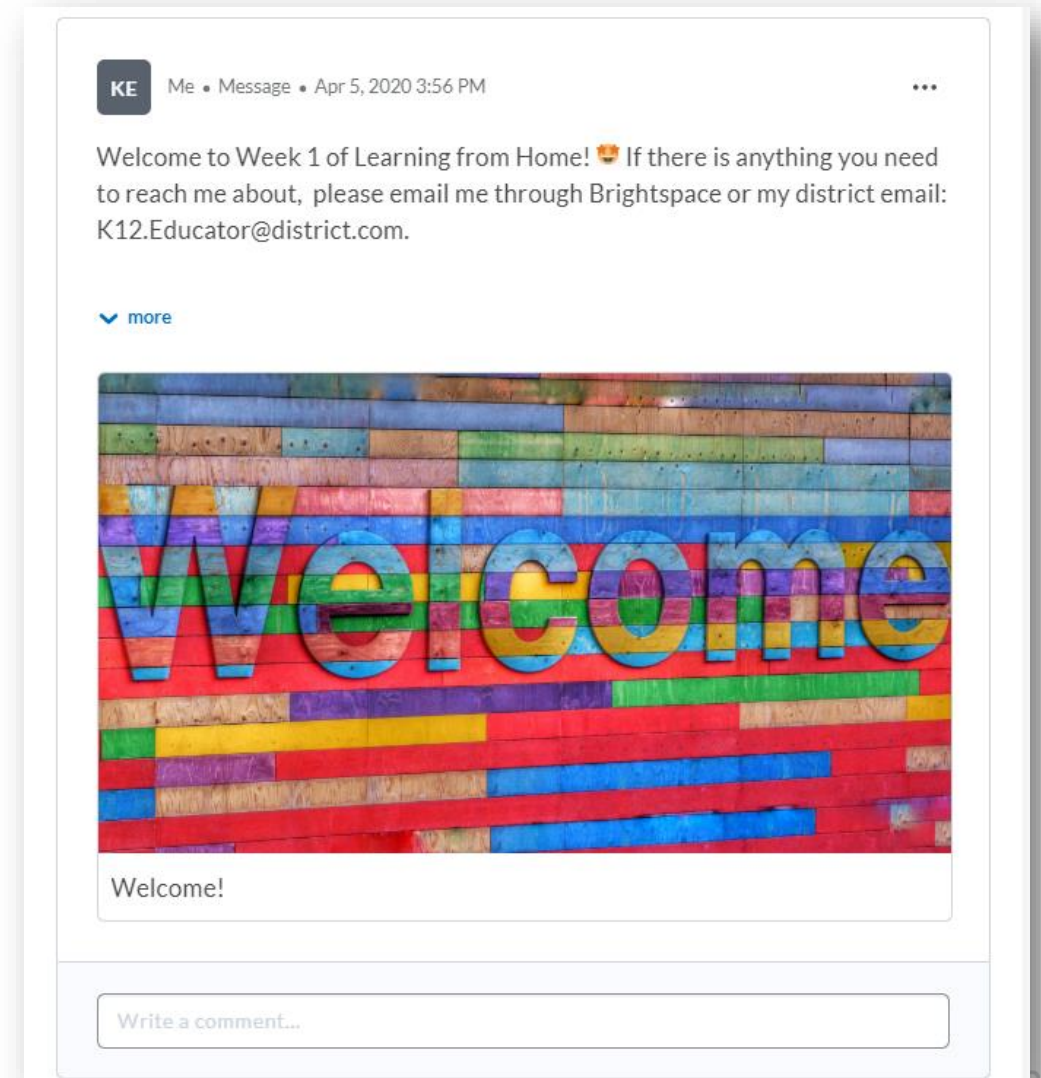 KE Me • Message • Apr 5, 2020 3:56 PM •••
Welcome to Week 1 of Learning from Home! 🤩 If there is anything you need
to reach me about, please email me through Brightspace or my district email:
K12.Educator@district.com.
more
Welcome
Welcome!
Write a comment...